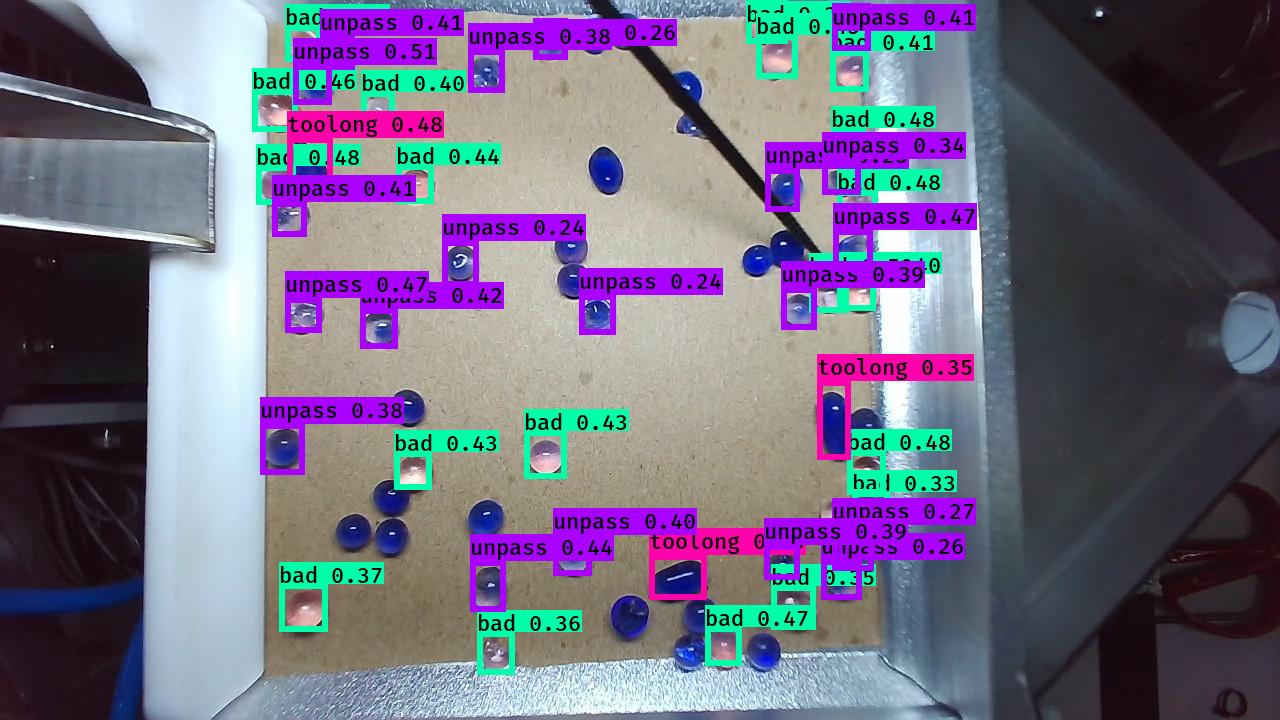 unpass 0.41
unpass 0.41
unpass 0.38
0.26
bad 0.41
unpass 0.51
bad 0.46
bad 0.40
toolong 0.48
bad 0.48
unpass 0.34
bad 0.48
bad 0.44
bad 0.48
unpass 0.41
unpass 0.47
unpass 0.24
unpass 0.39
unpass 0.24
unpass 0.47
unpass 0.42
toolong 0.35
unpass 0.38
bad 0.43
bad 0.43
bad 0.48
bad 0.33
unpass 0.27
unpass 0.40
unpass 0.39
toolong
unpass 0.44
unpass 0.26
bad 0.37
bad 0.35
bad 0.36
bad 0.47